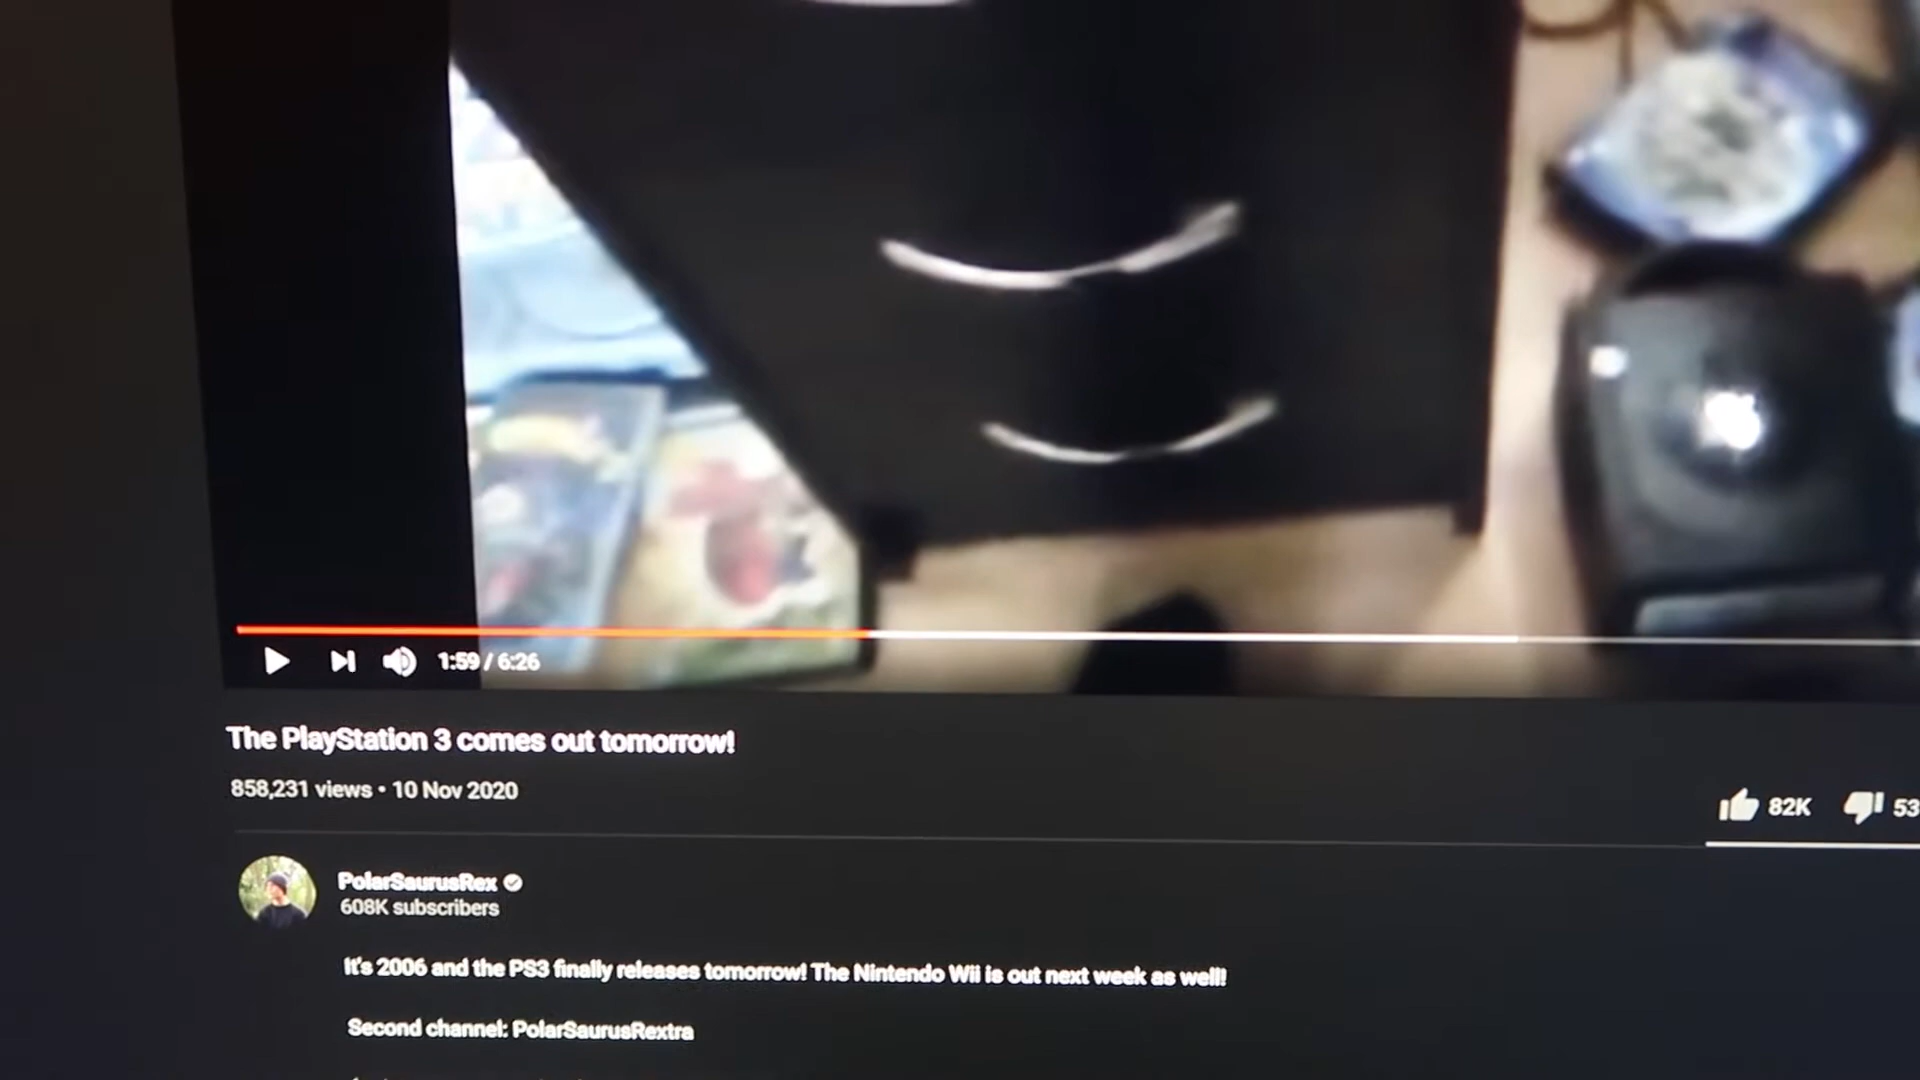 1:59 / 6:26
The PlayStation 3 comes out tomorrow!
858,231 views • 10 Nov 2020
82K
53
PolarSaurusRex
608K subscribers
It's 2006 and the PS3 finally releases tomorrow! The Nintendo Wii is out next week as well!
Second channel: PolarSaurusRextra